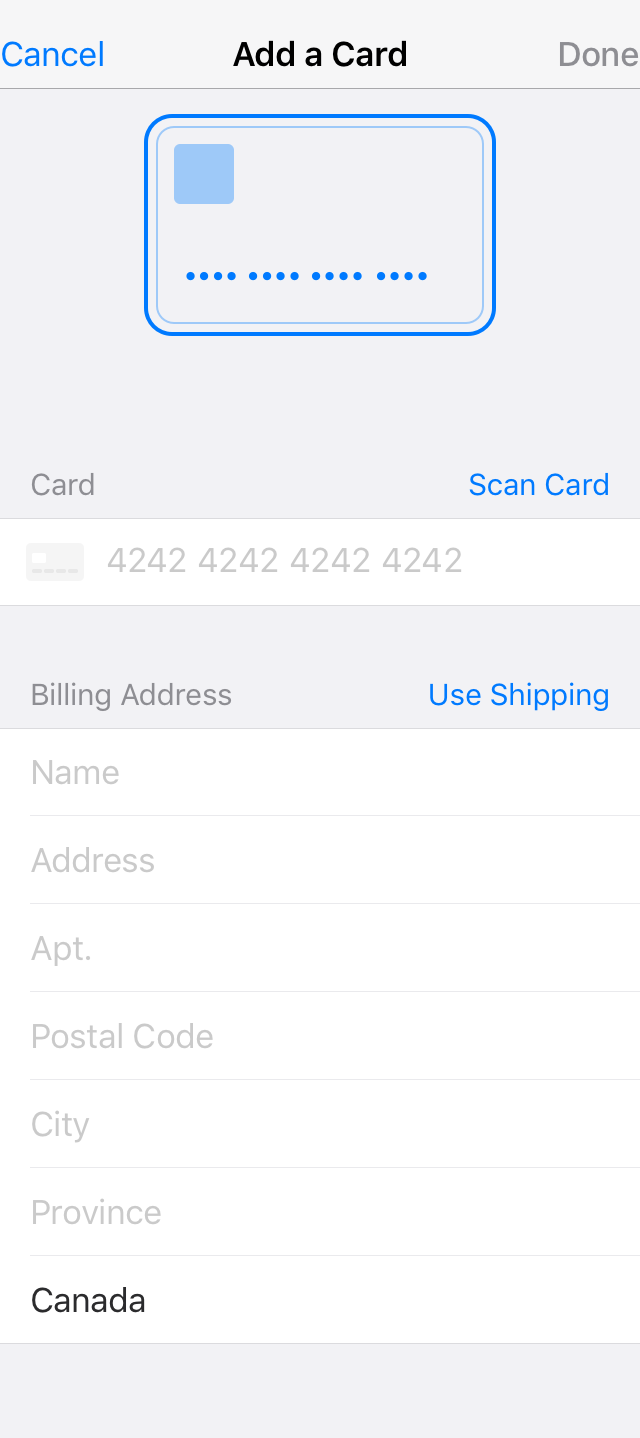 Cancel Add a Card Done
•••• •••• •••• ••••
Card Scan Card
4242 4242 4242 4242
Billing Address Use Shipping
Name
Address
Apt.
Postal Code
City
Province
Canada